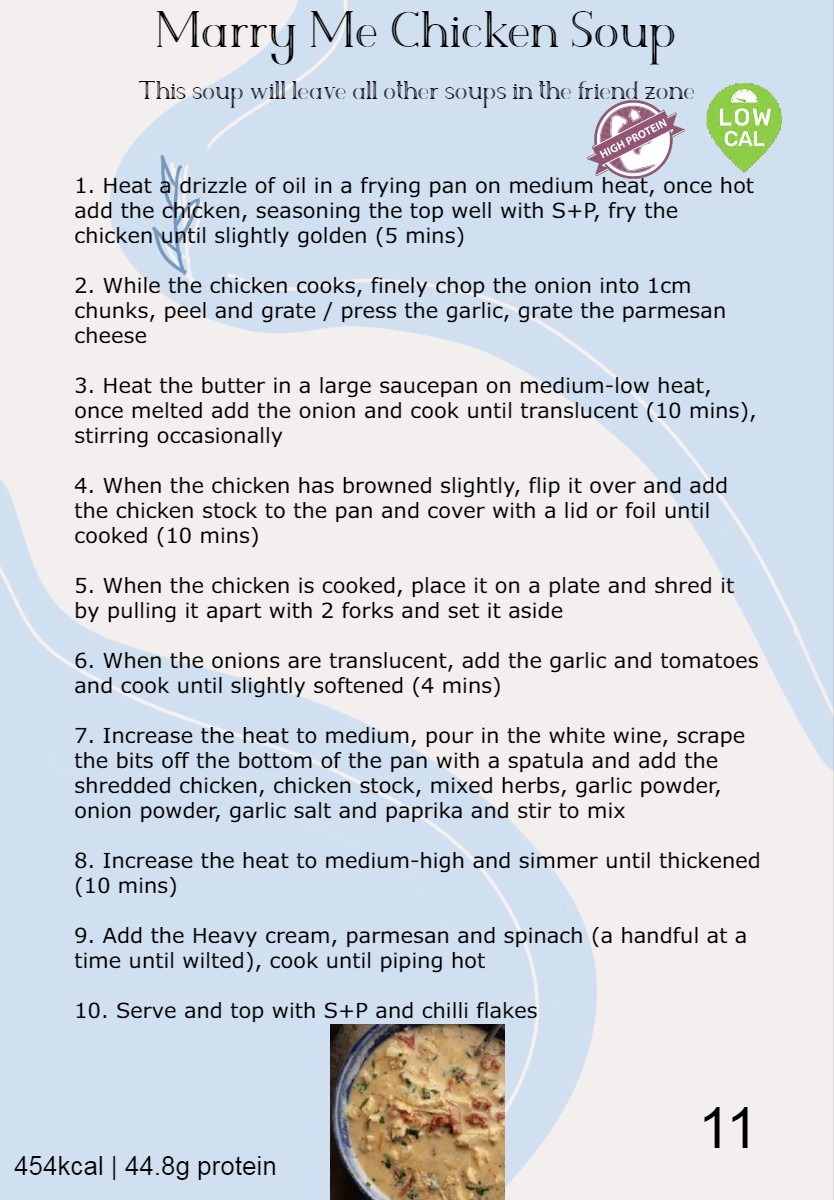 Marry Me Chicken Soup
This soup will leave all other soups in the friend zone
HIGH PROTEIN
LOW
CAL
1. Heat a drizzle of oil in a frying pan on medium heat, once hot
add the chicken, seasoning the top well with S+P, fry the
chicken until slightly golden (5 mins)
2. While the chicken cooks, finely chop the onion into 1cm
chunks, peel and grate / press the garlic, grate the parmesan
cheese
3. Heat the butter in a large saucepan on medium-low heat,
once melted add the onion and cook until translucent (10 mins),
stirring occasionally
4. When the chicken has browned slightly, flip it over and add
the chicken stock to the pan and cover with a lid or foil until
cooked (10 mins)
5. When the chicken is cooked, place it on a plate and shred it
by pulling it apart with 2 forks and set it aside
6. When the onions are translucent, add the garlic and tomatoes
and cook until slightly softened (4 mins)
7. Increase the heat to medium, pour in the white wine, scrape
the bits off the bottom of the pan with a spatula and add the
shredded chicken, chicken stock, mixed herbs, garlic powder,
onion powder, garlic salt and paprika and stir to mix
8. Increase the heat to medium-high and simmer until thickened
(10 mins)
9. Add the Heavy cream, parmesan and spinach (a handful at a
time until wilted), cook until piping hot
10. Serve and top with S+P and chilli flakes
11
454kcal | 44.8g protein